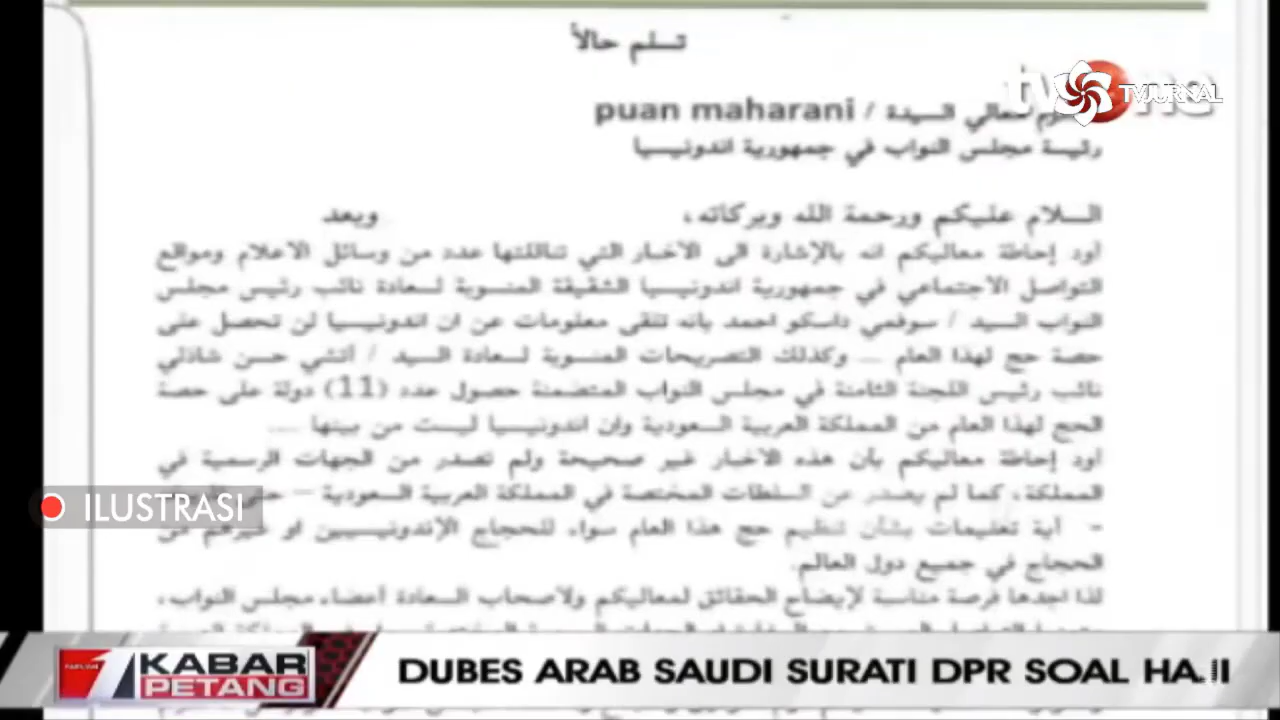 تسلم حالاً
معالي السيدة / puan maharani
رئيسة مجلس النواب في جمهورية اندونيسيا
السلام عليكم ورحمة الله وبركاته، وبعد
أود إحاطة معاليكم انه بالإشارة الى الاخبار التي تناقلتها عدد من وسائل الاعلام ومواقع
التواصل الاجتماعي في جمهورية اندونيسيا الشقيقة المنسوبة لسعادة نائب رئيس مجلس
النواب السيد / سوفمي داسكو احمد بانه تلقى معلومات عن ان اندونيسيا لن تحصل على
حصة حج لهذا العام ... وكذلك التصريحات المنسوبة لسعادة السيد / أتشي حسن شاذلي
نائب رئيس اللجنة الثامنة في مجلس النواب المتضمنة حصول عدد (11) دولة على حصة
الحج لهذا العام من المملكة العربية السعودية وان اندونيسيا ليست من بينها ....
أود إحاطة معاليكم بأن هذه الاخبار غير صحيحة ولم تصدر من الجهات الرسمية في
المملكة، كما لم يصدر عن السلطات المختصة في المملكة العربية السعودية –
- أية تعليمات بشأن تنظيم حج هذا العام سواء للحجاج الإندونيسيين او غيرهم من
الحجاج في جميع دول العالم.
لذا اجدها فرصة مناسبة لإيضاح الحقائق لمعاليكم ولاصحاب السعادة أعضاء مجلس النواب،
tvOne
TVJURNAL
ILUSTRASI
KABAR
PETANG
DUBES ARAB SAUDI SURATI DPR SOAL HAJI